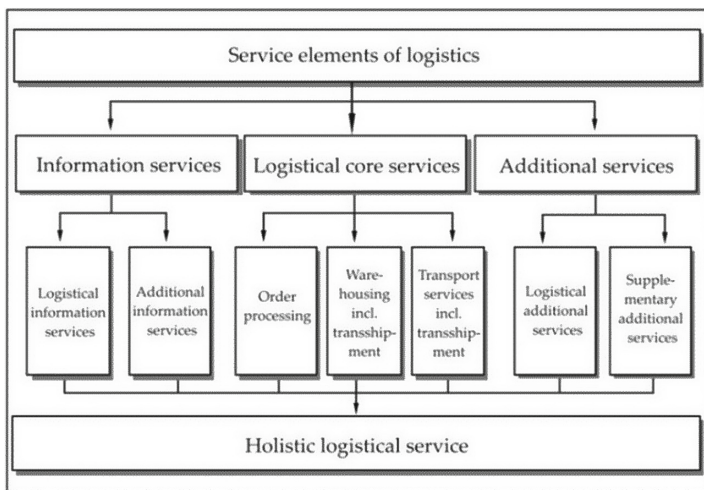 Service elements of logistics
Information services
Logistical core services
Additional services
Logistical
information
services
Additional
information
services
Order
processing
Ware-
housing
incl.
transship-
ment
Transport
services
incl.
transship-
ment
Logistical
additional
services
Supple-
mentary
additional
services
Holistic logistical service